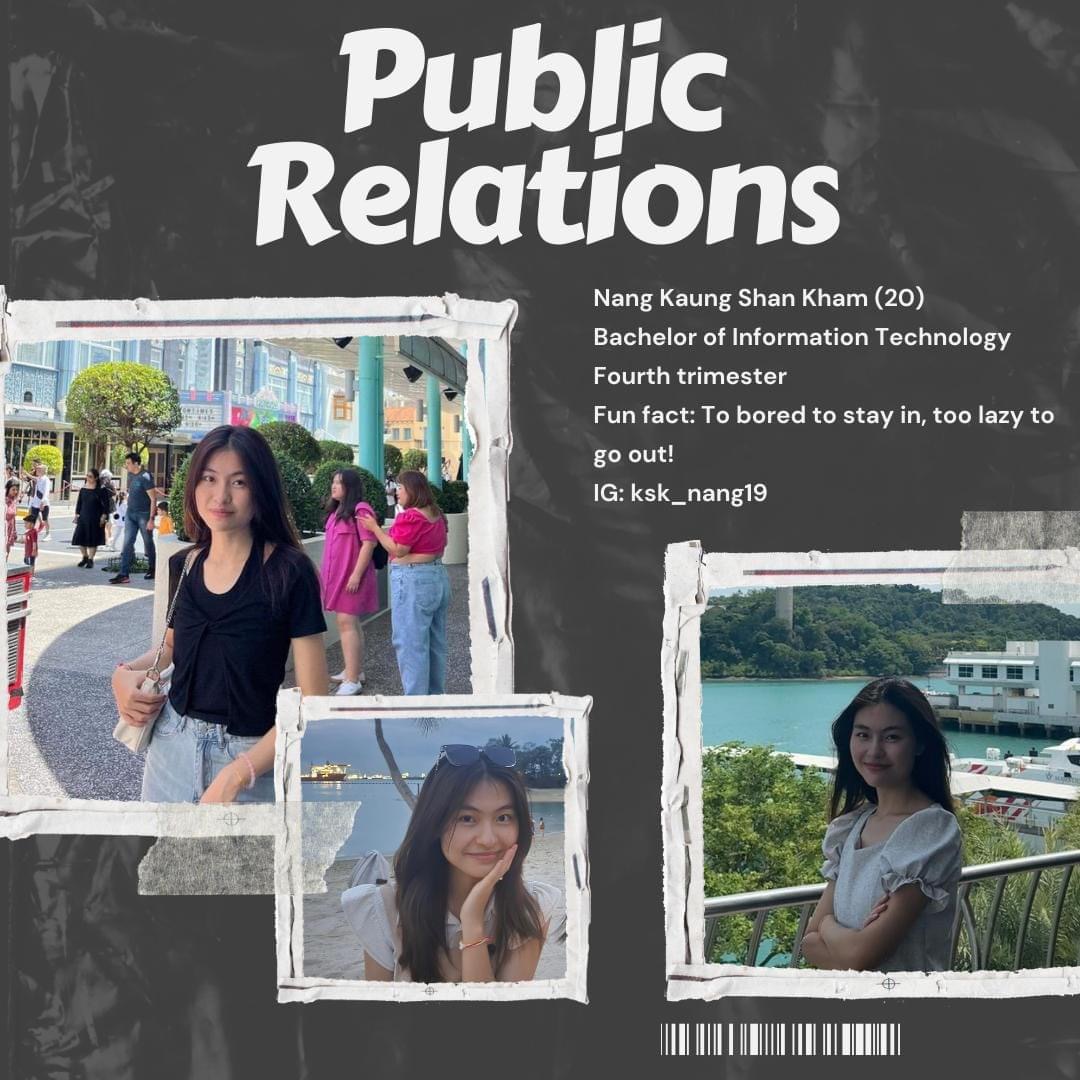 Public
Relations
Nang Kaung Shan Kham (20)
Bachelor of Information Technology
Fourth trimester
Fun fact: To bored to stay in, too lazy to
go out!
IG: ksk_nang19